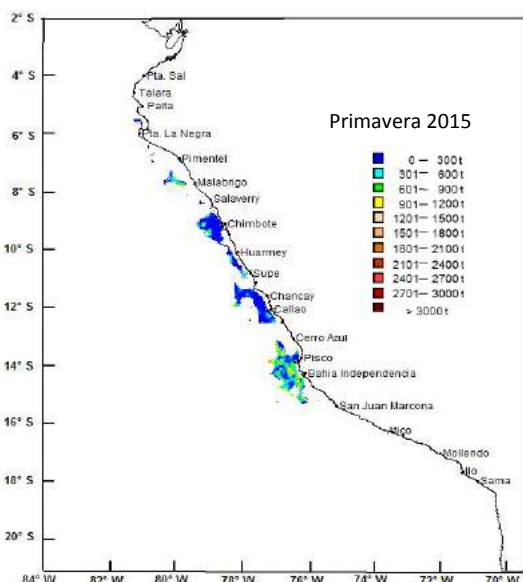 2° S
4° S
6° S
8° S
10° S
12° S
14° S
16° S
18° S
20° S
84° W
82° W
80° W
78° W
76° W
74° W
72° W
70° W
Primavera 2015
0 — 300t
301 — 600t
601 — 900t
901 — 1200t
1201 — 1500t
1501 — 1800t
1801 — 2100t
2101 — 2400t
2401 — 2700t
2701 — 3000t
> 3000t
Pta. Sal
Talara
Paita
Pta. La Negra
Pimentel
Malabrigo
Salaverry
Chimbote
Huarmey
Supe
Chancay
Callao
Cerro Azul
Pisco
Bahia Independencia
San Juan Marcona
Atico
Mollendo
Ilo
Sama